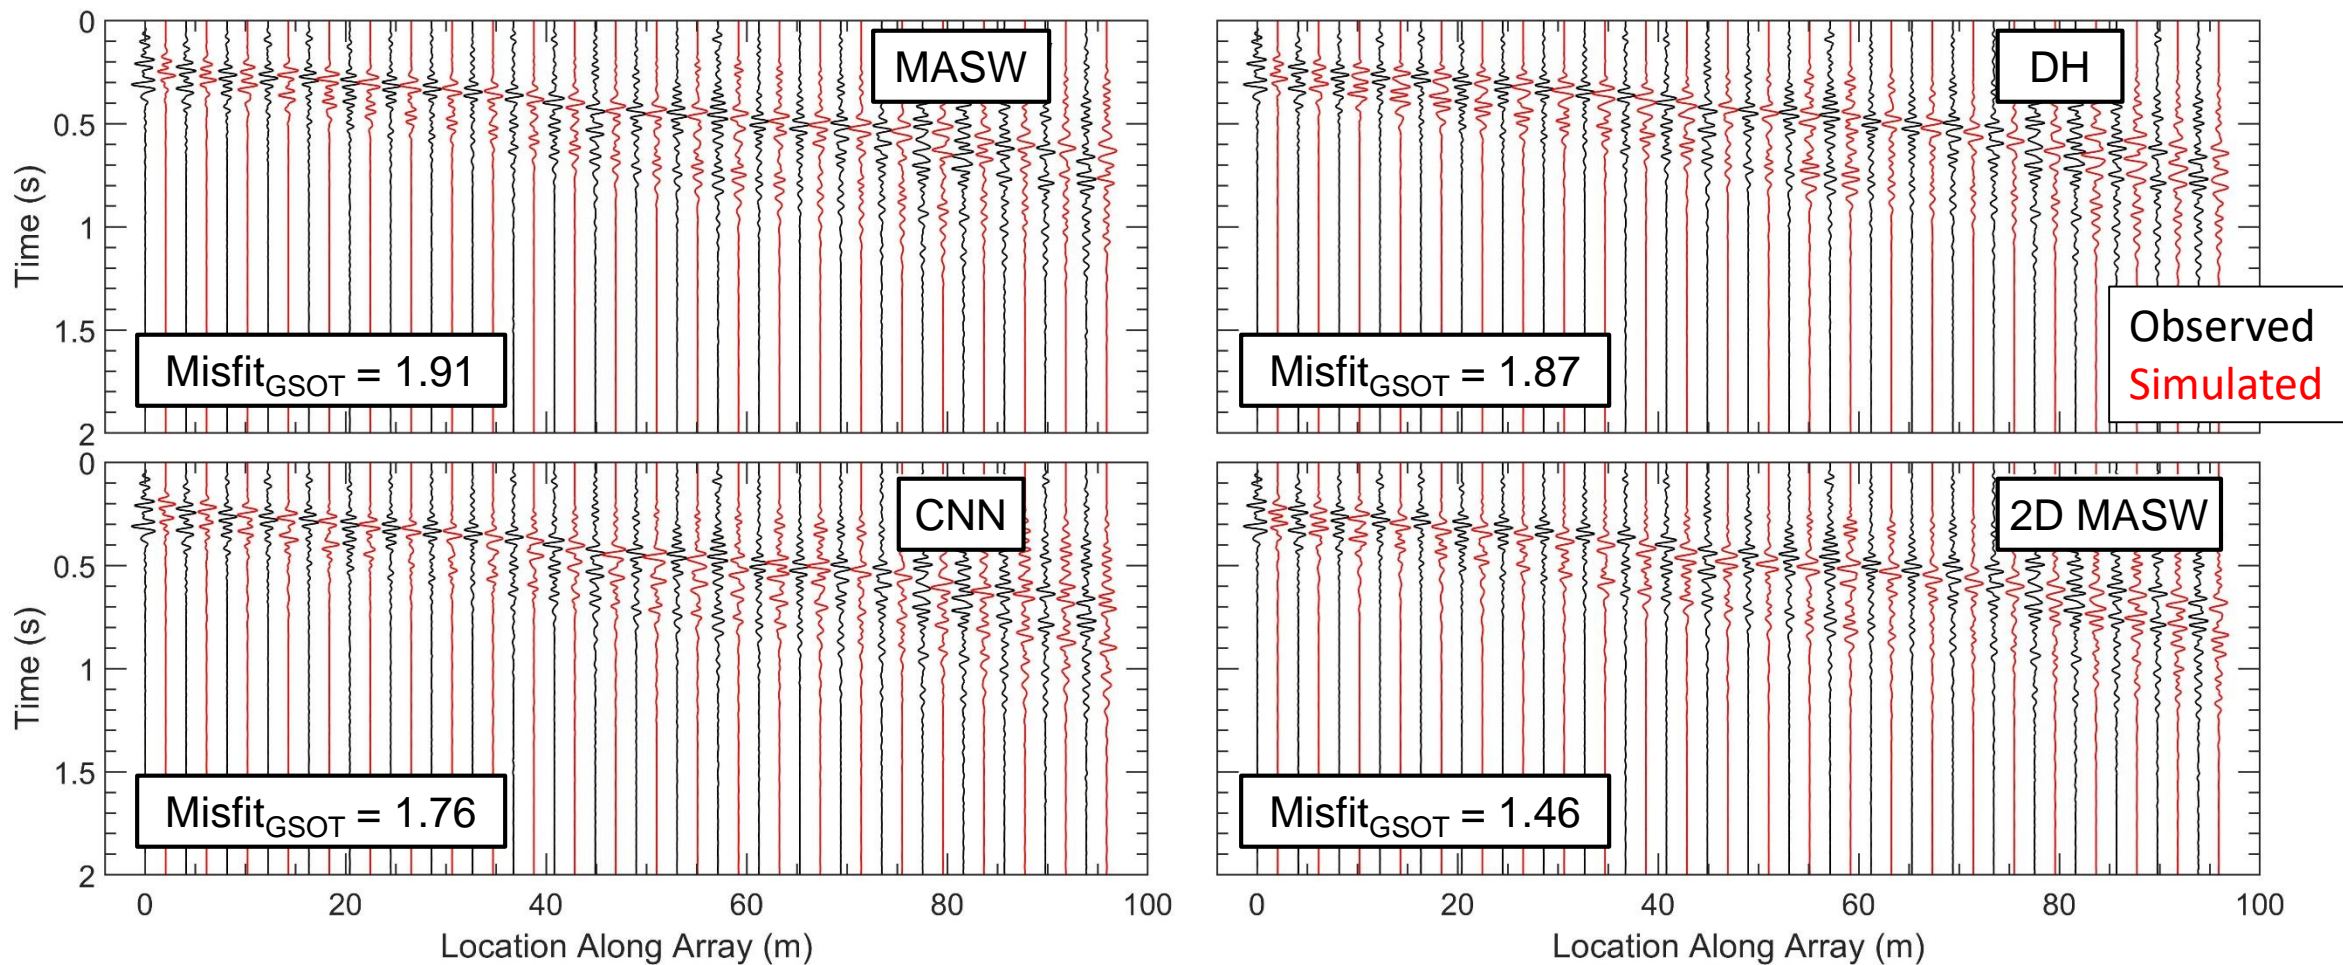 0
0.5
1
1.5
2
Time (s)
MASW
Misfit_GSOT = 1.91
DH
Misfit_GSOT = 1.87
Observed
Simulated
0
0.5
1
1.5
2
Time (s)
CNN
Misfit_GSOT = 1.76
0 20 40 60 80 100
Location Along Array (m)
2D MASW
Misfit_GSOT = 1.46
0 20 40 60 80 100
Location Along Array (m)